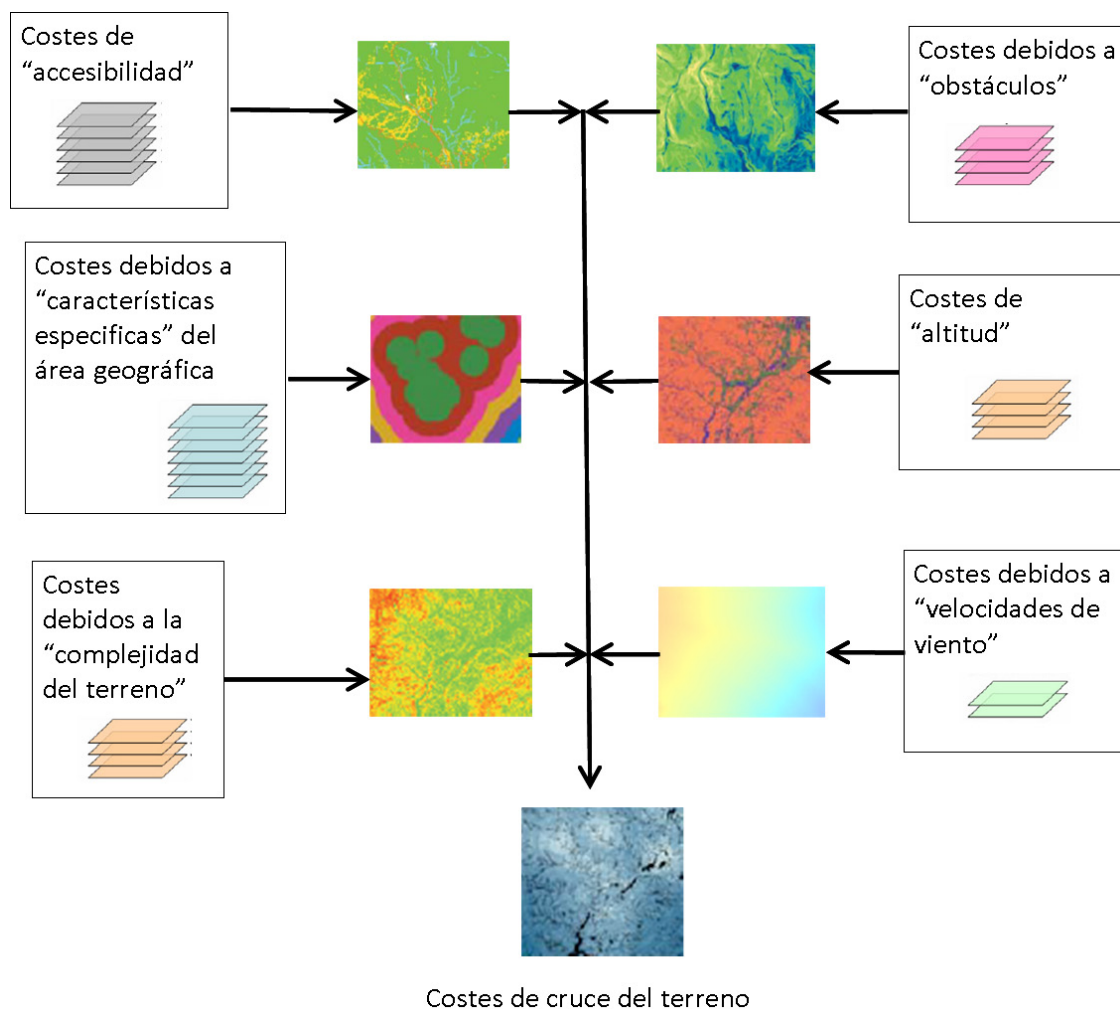 Costes de
“accesibilidad”
Costes debidos a
“obstáculos”
Costes debidos a
“características
especificas” del
área geográfica
Costes de
“altitud”
Costes
debidos a la
“complejidad
del terreno”
Costes debidos a
“velocidades de
viento”
Costes de cruce del terreno